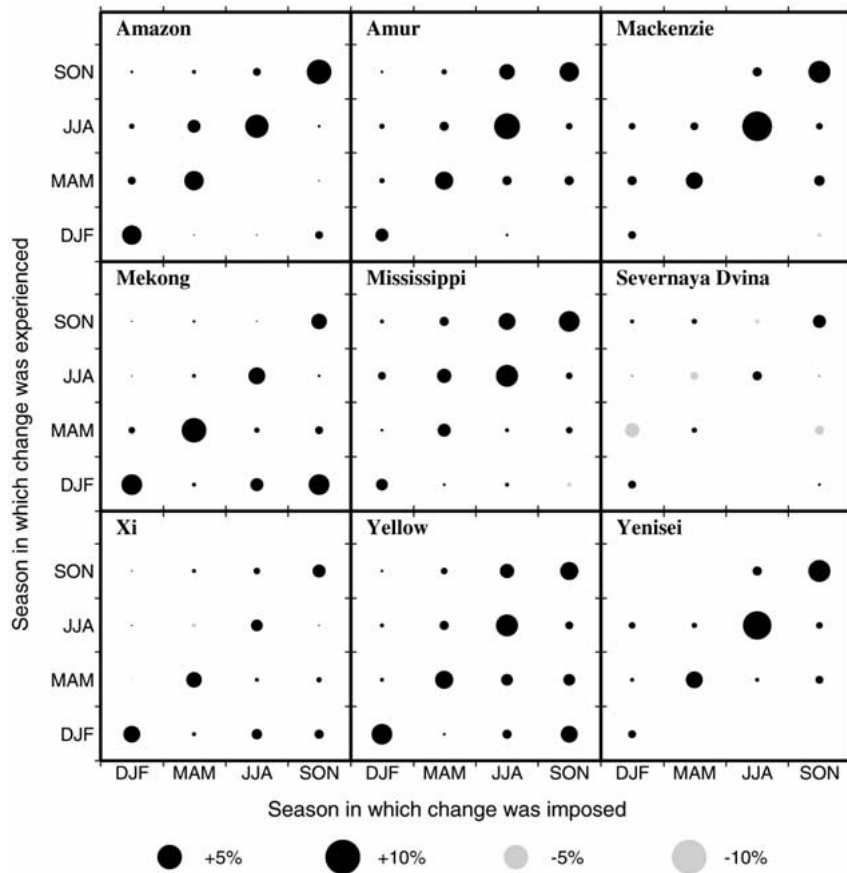 Amazon Amur Mackenzie
SON
JJA
MAM
DJF
Mekong Mississippi Severnaya Dvina
SON
JJA
MAM
DJF
Xi Yellow Yenisei
SON
JJA
MAM
DJF
Season in which change was experienced
DJF MAM JJA SON DJF MAM JJA SON DJF MAM JJA SON
Season in which change was imposed
+5% +10% -5% -10%